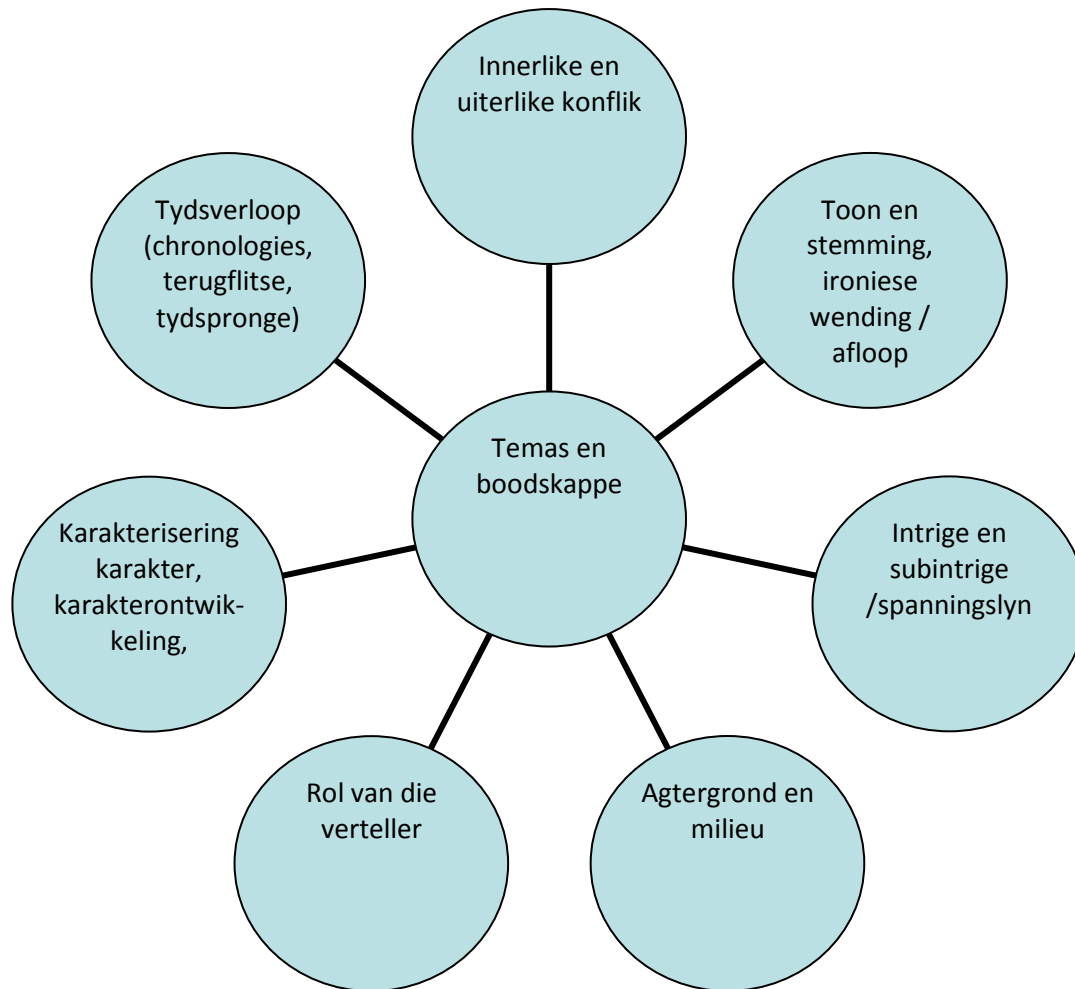 Innerlike en
uiterlike konflik
Tydsverloop
(chronologies,
terugflitse,
tydspronge)
Toon en
stemming,
ironiese
wending /
afloop
Temas en
boodskappe
Karakterisering
karakter,
karakterontwik-
keling,
Intrige en
subintrige
/spanningslyn
Rol van die
verteller
Agtergrond en
milieu